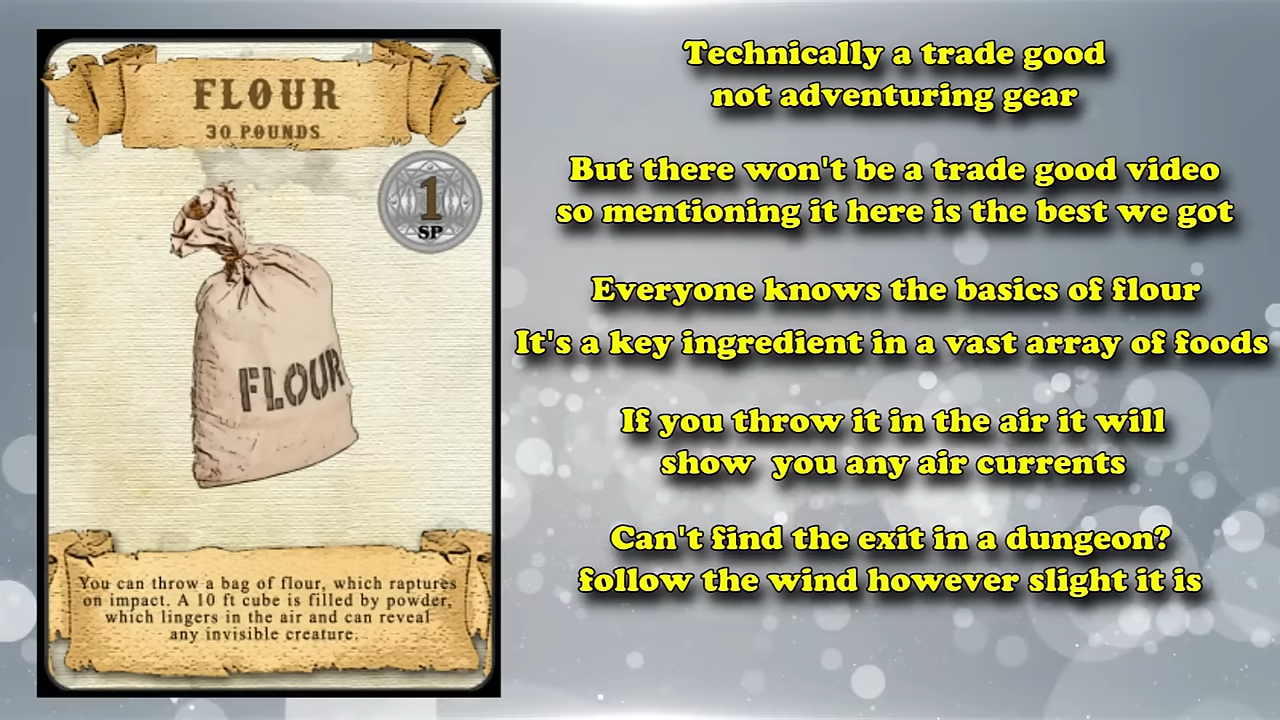 FLOUR
30 POUNDS
1
SP
FLOUR
You can throw a bag of flour, which raptures
on impact. A 10 ft cube is filled by powder,
which lingers in the air and can reveal
any invisible creature.
Technically a trade good
not adventuring gear
But there won't be a trade good video
so mentioning it here is the best we got
Everyone knows the basics of flour
It's a key ingredient in a vast array of foods
If you throw it in the air it will
show  you any air currents
Can't find the exit in a dungeon?
follow the wind however slight it is